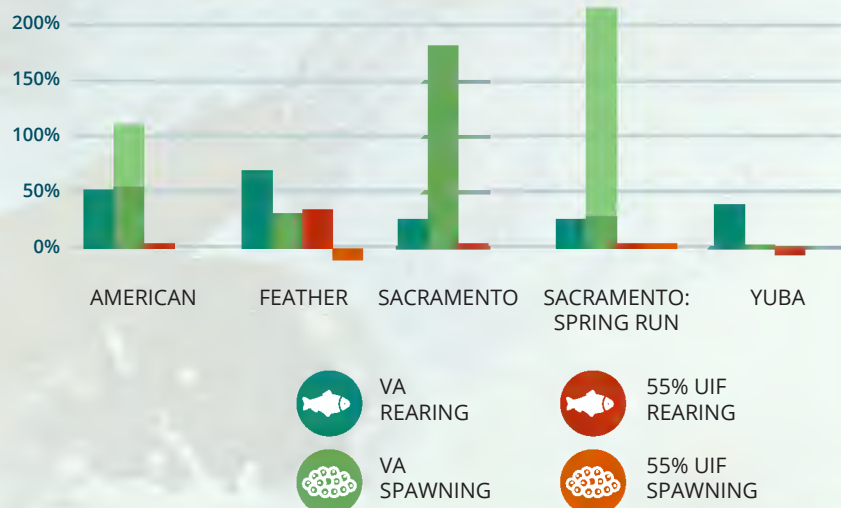 200%
150%
100%
50%
0%
AMERICAN
FEATHER
SACRAMENTO
SACRAMENTO:
SPRING RUN
YUBA
VA
REARING
55% UIF
REARING
VA
SPAWNING
55% UIF
SPAWNING